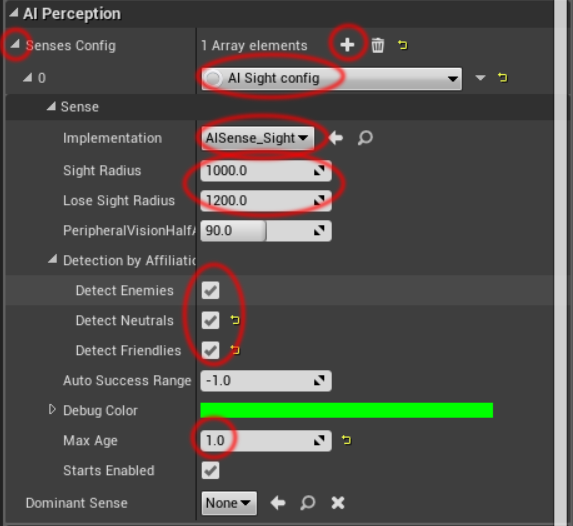 AI Perception
Senses Config 1 Array elements
0 AI Sight config
Sense
Implementation AISense_Sight
Sight Radius 1000.0
Lose Sight Radius 1200.0
PeripheralVisionHalfA 90.0
Detection by Affiliatic
Detect Enemies
Detect Neutrals
Detect Friendlies
Auto Success Range -1.0
Debug Color
Max Age 1.0
Starts Enabled
Dominant Sense None